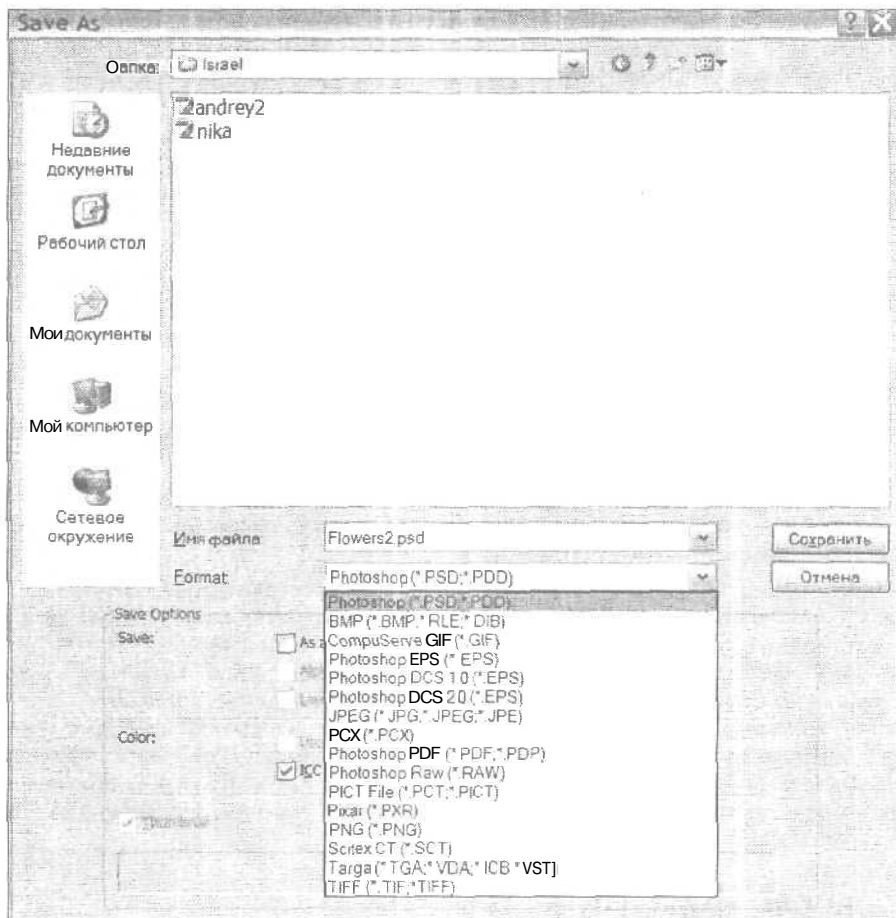 Save As
Оапка: Israel
andrey2
nika
Недавние
документы
Рабочий стол
Мои документы
Мой компьютер
Сетевое
окружение
Имя файла Flowers2.psd Сохранить
Format Photoshop (*.PSD;*.PDD) Отмена
Photoshop (*.PSD;*.PDD)
BMP (*.BMP,*.RLE;*.DIB)
CompuServe GIF (*.GIF)
Photoshop EPS (*.EPS)
Photoshop DCS 1.0 (*.EPS)
Photoshop DCS 2.0 (*.EPS)
JPEG (*.JPG,*.JPEG;*.JPE)
PCX (*.PCX)
Photoshop PDF (*.PDF,*.PDP)
Photoshop Raw (*.RAW)
PICT File (*.PCT;*.PICT)
Pixar (*.PXR)
PNG (*.PNG)
Scitex CT (*.SCT)
Targa (*.TGA;*.VDA;*.ICB *VST]
TIFF (*.TIF;*TIFF)
Save Options
Save: As
Color:
ICC